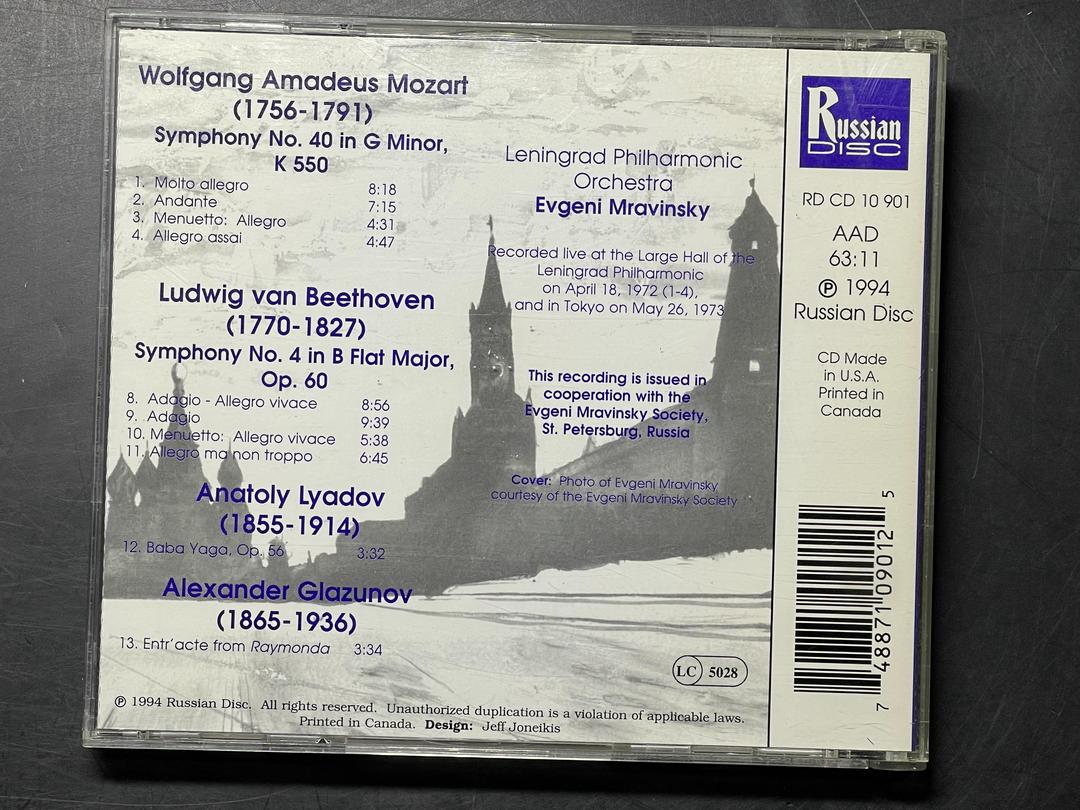 Wolfgang Amadeus Mozart
(1756-1791)
Symphony No. 40 in G Minor,
K 550
1. Molto allegro 8:18
2. Andante 7:15
3. Menuetto: Allegro 4:31
4. Allegro assai 4:47
Ludwig van Beethoven
(1770-1827)
Symphony No. 4 in B Flat Major,
Op. 60
8. Adagio - Allegro vivace 8:56
9. Adagio 9:39
10. Menuetto: Allegro vivace 5:38
11. Allegro ma non troppo 6:45
Anatoly Lyadov
(1855-1914)
12. Baba Yaga, Op. 56 3:32
Alexander Glazunov
(1865-1936)
13. Entr'acte from Raymonda 3:34
Leningrad Philharmonic
Orchestra
Evgeni Mravinsky
Recorded live at the Large Hall of the
Leningrad Philharmonic
on April 18, 1972 (1-4),
and in Tokyo on May 26, 1973
This recording is issued in
cooperation with the
Evgeni Mravinsky Society,
St. Petersburg, Russia
Cover: Photo of Evgeni Mravinsky
courtesy of the Evgeni Mravinsky Society
LC 5028
℗ 1994 Russian Disc. All rights reserved. Unauthorized duplication is a violation of applicable laws.
Printed in Canada. Design: Jeff Joneikis
Russian
DISC
RD CD 10 901
AAD
63:11
℗ 1994
Russian Disc
CD Made
in U.S.A.
Printed in
Canada
7 48871 09012 5